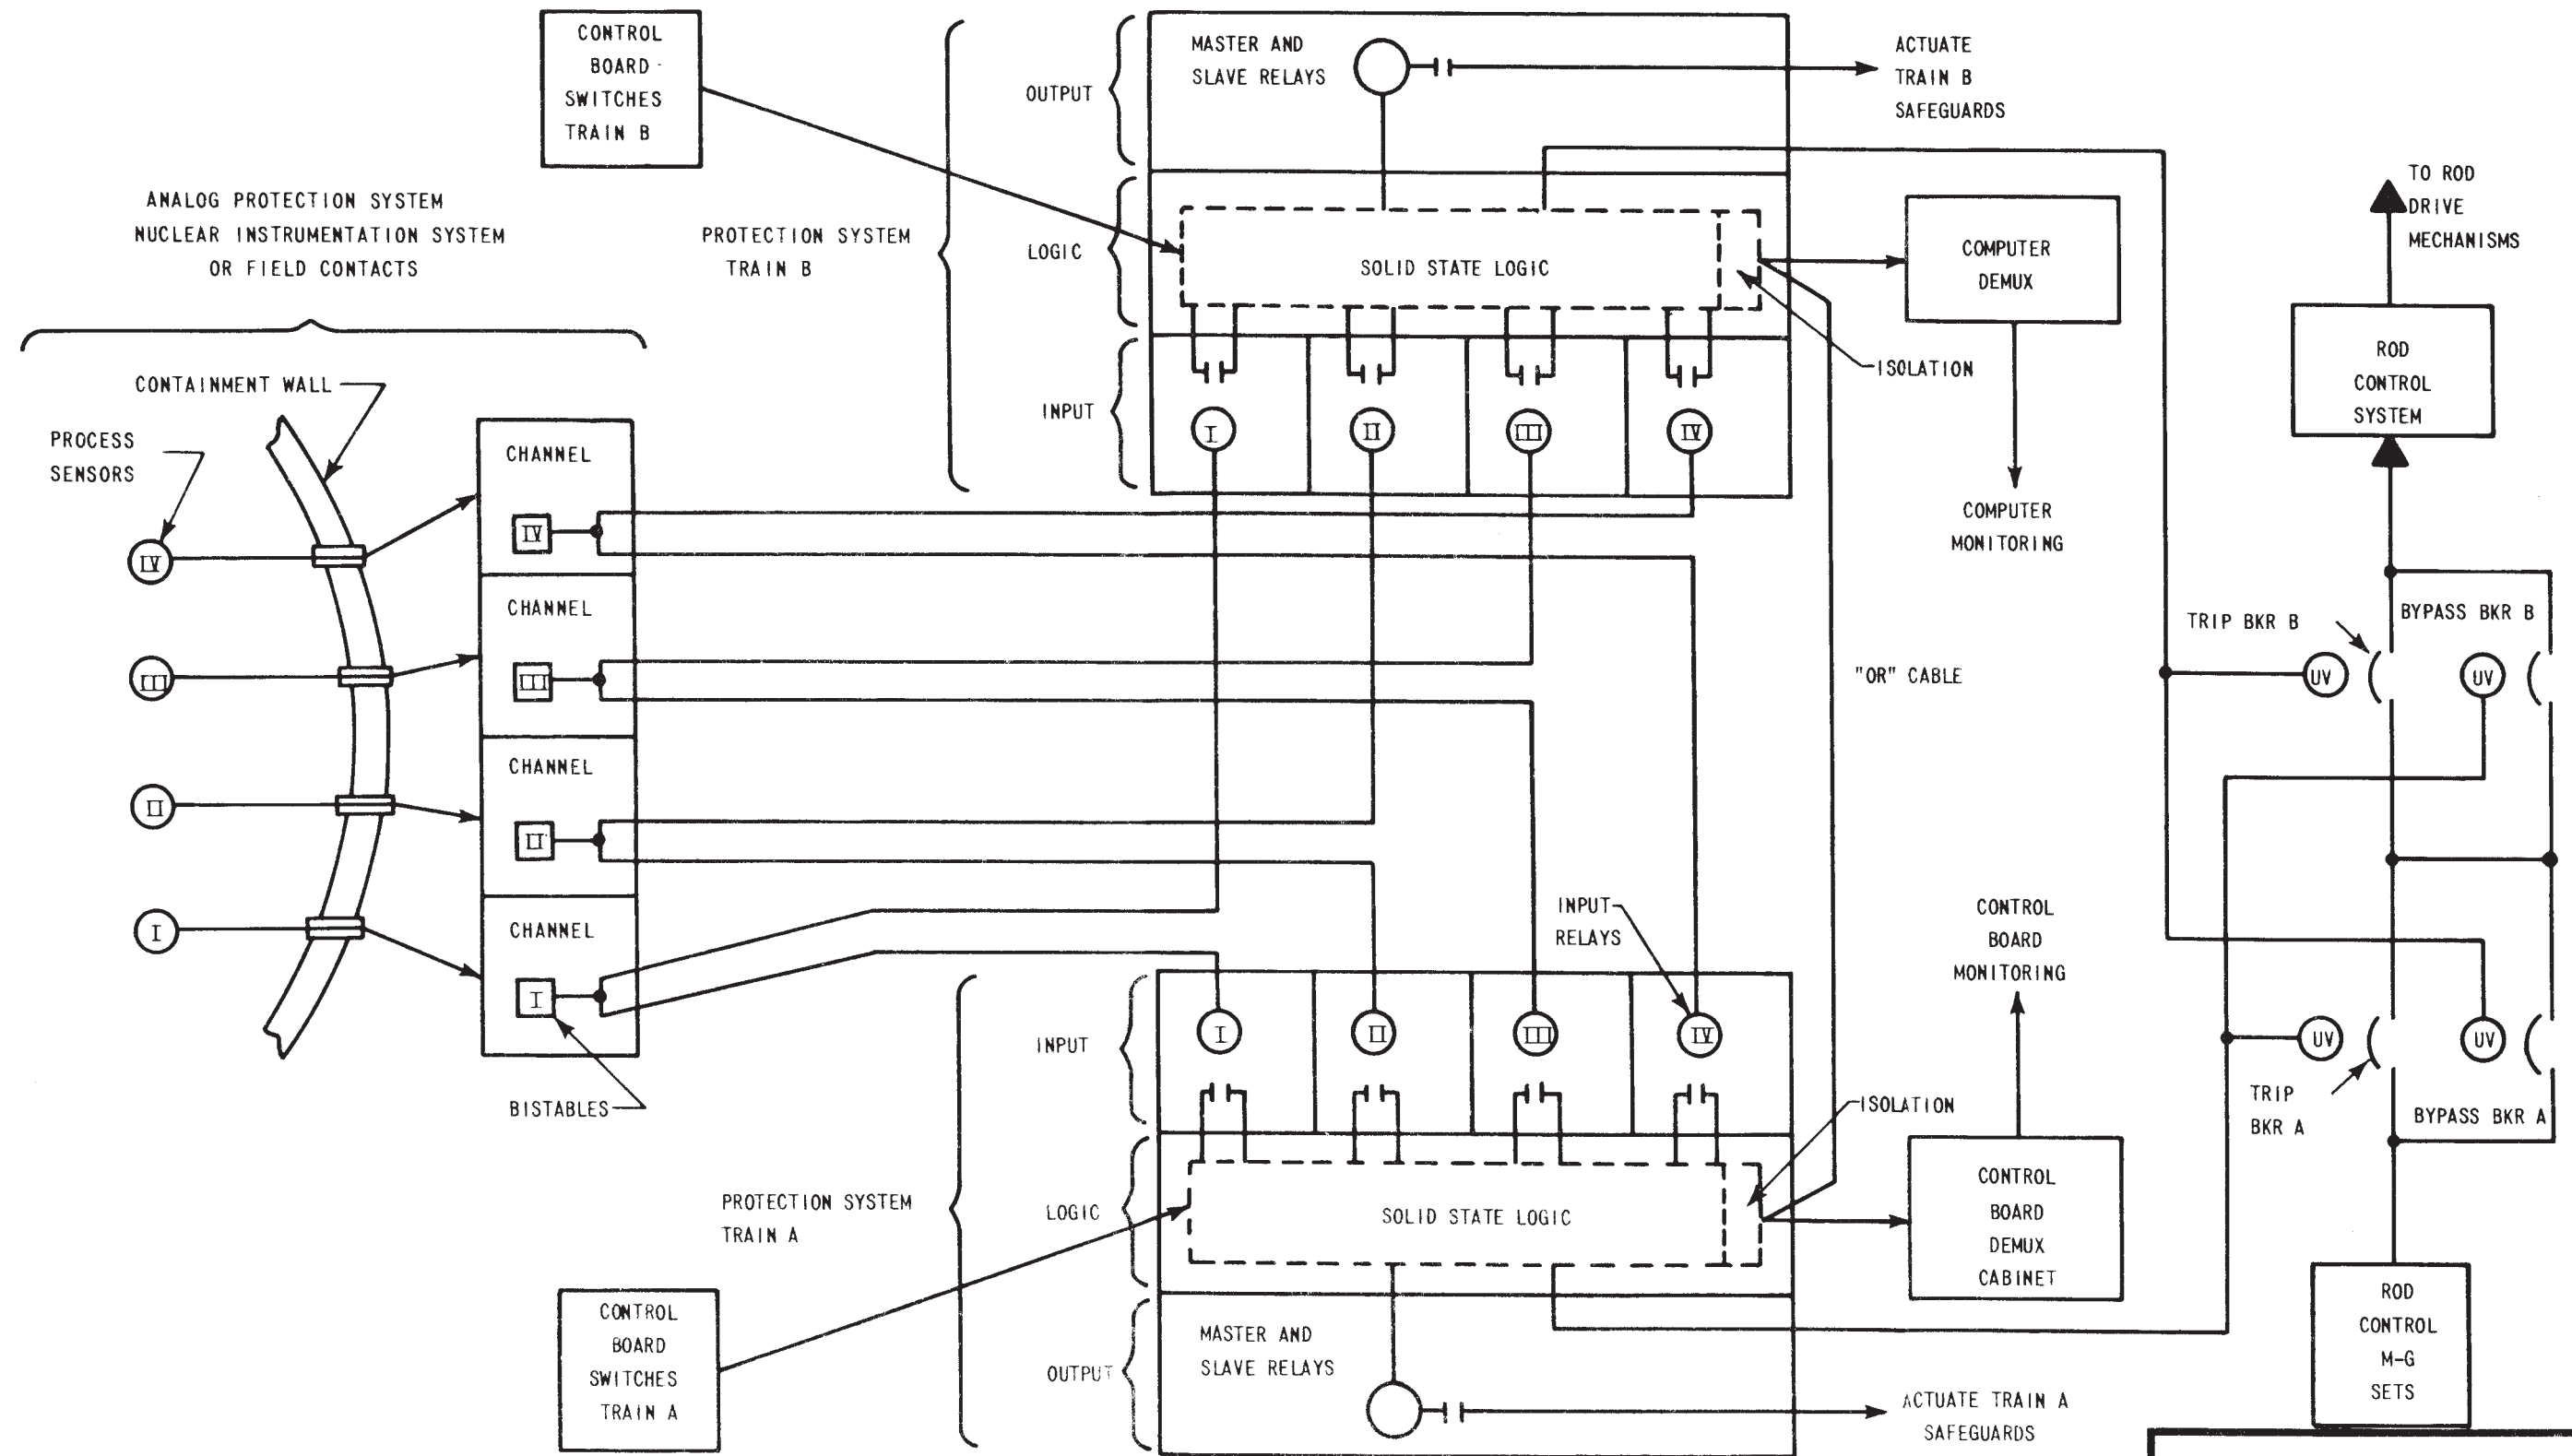 CONTROL
BOARD
SWITCHES
TRAIN B
MASTER AND
SLAVE RELAYS
OUTPUT
ACTUATE
TRAIN B
SAFEGUARDS
ANALOG PROTECTION SYSTEM
NUCLEAR INSTRUMENTATION SYSTEM
OR FIELD CONTACTS
PROTECTION SYSTEM
TRAIN B
LOGIC
SOLID STATE LOGIC
COMPUTER
DEMUX
TO ROD
DRIVE
MECHANISMS
ISOLATION
INPUT
I
II
III
IV
COMPUTER
MONITORING
ROD
CONTROL
SYSTEM
CONTAINMENT WALL
PROCESS
SENSORS
IV
III
II
I
CHANNEL
IV
CHANNEL
III
CHANNEL
II
CHANNEL
I
BISTABLES
"OR" CABLE
TRIP BKR B
BYPASS BKR B
UV
UV
INPUT
RELAYS
CONTROL
BOARD
MONITORING
INPUT
I
II
III
IV
UV
UV
TRIP
BKR A
BYPASS BKR A
ISOLATION
PROTECTION SYSTEM
TRAIN A
LOGIC
SOLID STATE LOGIC
CONTROL
BOARD
DEMUX
CABINET
CONTROL
BOARD
SWITCHES
TRAIN A
OUTPUT
MASTER AND
SLAVE RELAYS
ACTUATE TRAIN A
SAFEGUARDS
ROD
CONTROL
M-G
SETS